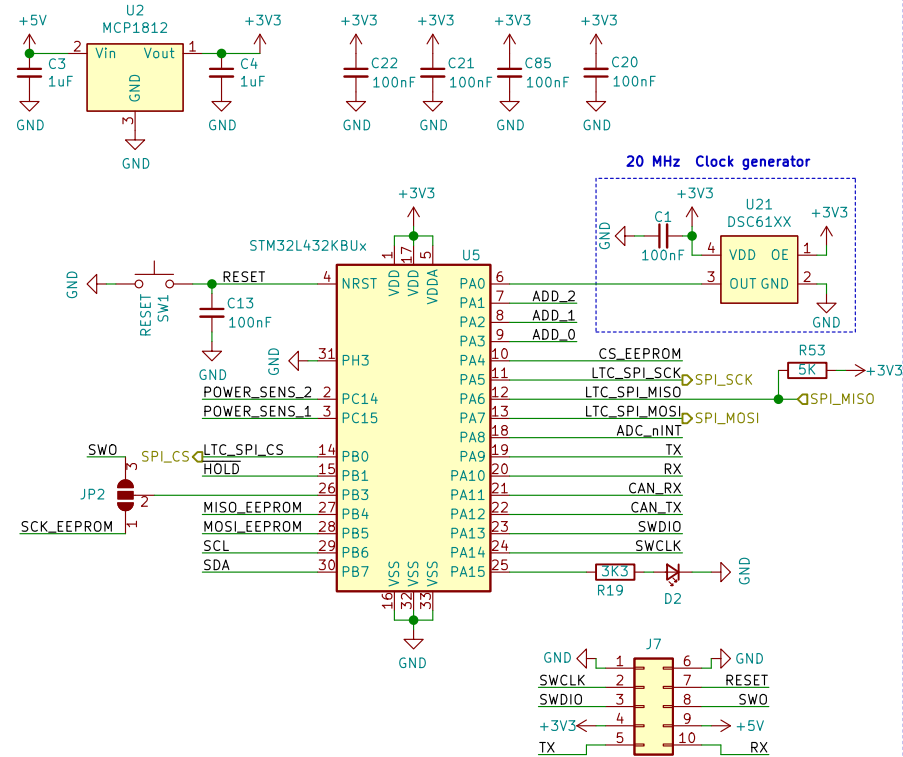 +5V
U2
MCP1812
+3V3
2
Vin
Vout
1
GND
3
C3
1uF
C4
1uF
GND
GND
GND
+3V3
C22
100nF
GND
+3V3
C21
100nF
GND
+3V3
C85
100nF
GND
+3V3
C20
100nF
GND
20 MHz Clock generator
+3V3
GND
C1
100nF
U21
DSC61XX
+3V3
4
VDD
OE
1
3
OUT
GND
2
GND
+3V3
STM32L432KBUx
U5
1
17
5
VDD
VDD
VDDA
GND
RESET
SW1
RESET
4
NRST
C13
100nF
GND
GND
31
PH3
POWER_SENS_2
2
PC14
POWER_SENS_1
3
PC15
SPI_CS
LTC_SPI_CS
14
PB0
HOLD
15
PB1
26
PB3
MISO_EEPROM
27
PB4
MOSI_EEPROM
28
PB5
SCL
29
PB6
SDA
30
PB7
SWO
3
JP2
2
1
SCK_EEPROM
PA0
6
PA1
7
ADD_2
PA2
8
ADD_1
PA3
9
ADD_0
PA4
10
CS_EEPROM
PA5
11
LTC_SPI_SCK
SPI_SCK
PA6
12
LTC_SPI_MISO
SPI_MISO
R53
5K
+3V3
PA7
13
LTC_SPI_MOSI
SPI_MOSI
PA8
18
ADC_nINT
PA9
19
TX
PA10
20
RX
PA11
21
CAN_RX
PA12
22
CAN_TX
PA13
23
SWDIO
PA14
24
SWCLK
PA15
25
3K3
R19
D2
GND
VSS
VSS
VSS
16
32
33
GND
J7
GND
1
6
GND
SWCLK
2
7
RESET
SWDIO
3
8
SWO
+3V3
4
9
+5V
TX
5
10
RX